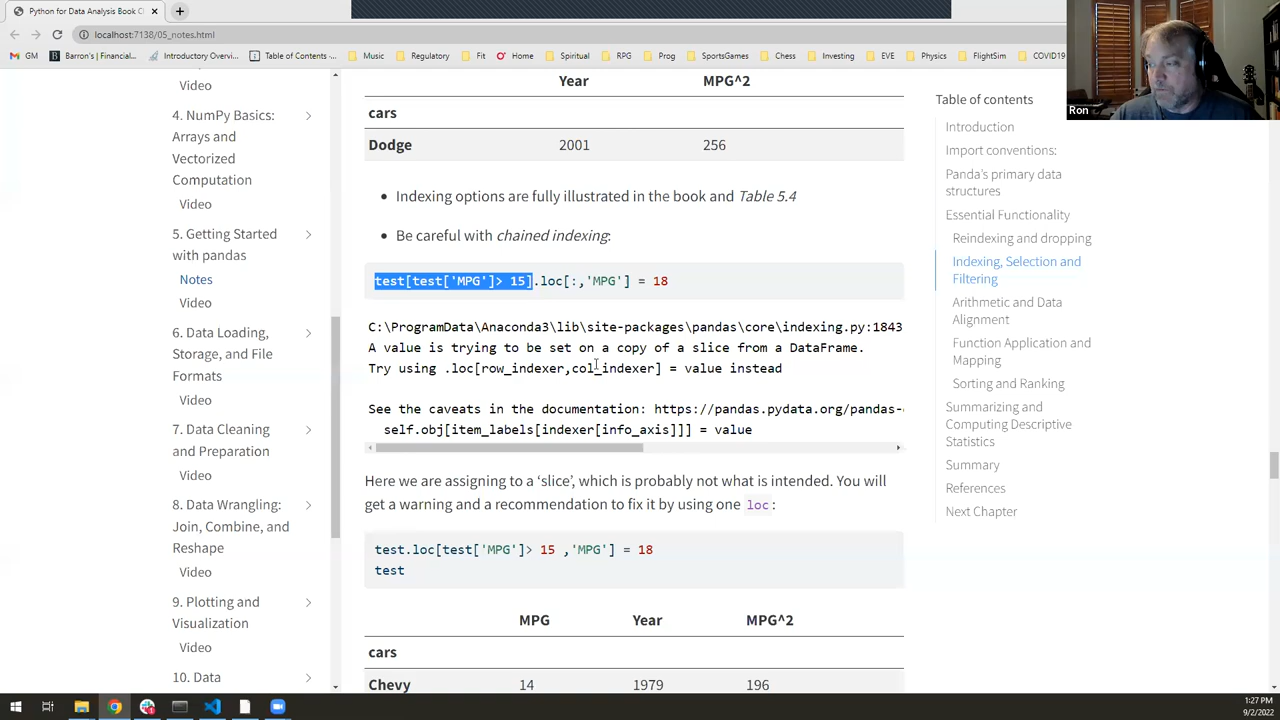 Python for Data Analysis Book Cl
localhost:7138/05_notes.html
GM
Barron's | Financial...
Introductory Econo
Table of Contents
Music
RPG
Home
SportsGames
Chess
EVE
Physics
FlightSim
COVID19
Ron
Video
4. NumPy Basics:
Arrays and
Vectorized
Computation
Video
5. Getting Started
with pandas
Notes
Video
6. Data Loading,
Storage, and File
Formats
Video
7. Data Cleaning
and Preparation
Video
8. Data Wrangling:
Join, Combine, and
Reshape
Video
9. Plotting and
Visualization
Video
10. Data
Year MPG^2
cars
Dodge 2001 256
Indexing options are fully illustrated in the book and Table 5.4
Be careful with chained indexing:
test[test['MPG']> 15].loc[:,'MPG'] = 18
C:\ProgramData\Anaconda3\lib\site-packages\pandas\core\indexing.py:1843
A value is trying to be set on a copy of a slice from a DataFrame.
Try using .loc[row_indexer,col_indexer] = value instead
See the caveats in the documentation: https://pandas.pydata.org/pandas-
self.obj[item_labels[indexer[info_axis]]] = value
Here we are assigning to a 'slice', which is probably not what is intended. You will
get a warning and a recommendation to fix it by using one loc:
test.loc[test['MPG']> 15 ,'MPG'] = 18
test
MPG Year MPG^2
cars
Chevy 14 1979 196
Table of contents
Introduction
Import conventions:
Panda's primary data
structures
Essential Functionality
Reindexing and dropping
Indexing, Selection and
Filtering
Arithmetic and Data
Alignment
Function Application and
Mapping
Sorting and Ranking
Summarizing and
Computing Descriptive
Statistics
Summary
References
Next Chapter
1:27 PM
9/2/2022